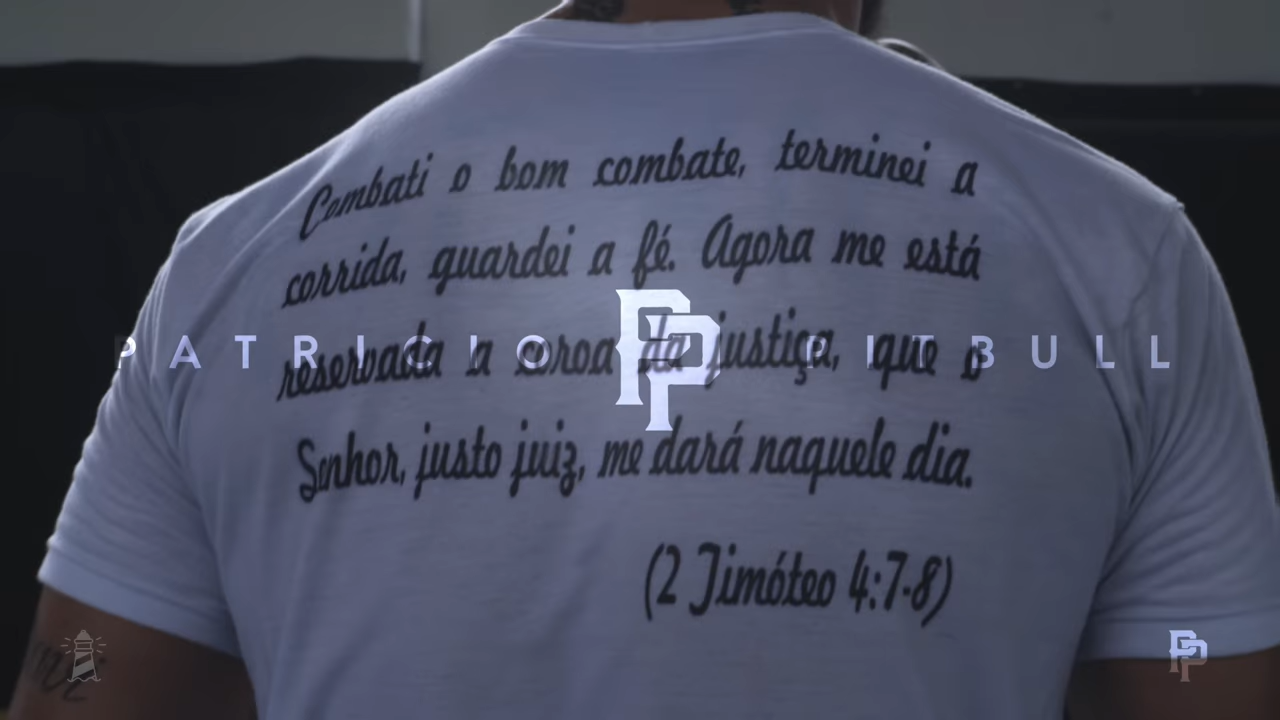 Combati o bom combate, terminei a
corrida, guardei a fé. Agora me está
reservada a coroa da justiça, que o
Senhor, justo juiz, me dará naquele dia.
(2 Timóteo 4:7-8)
PATRICIO PP PITBULL
PP